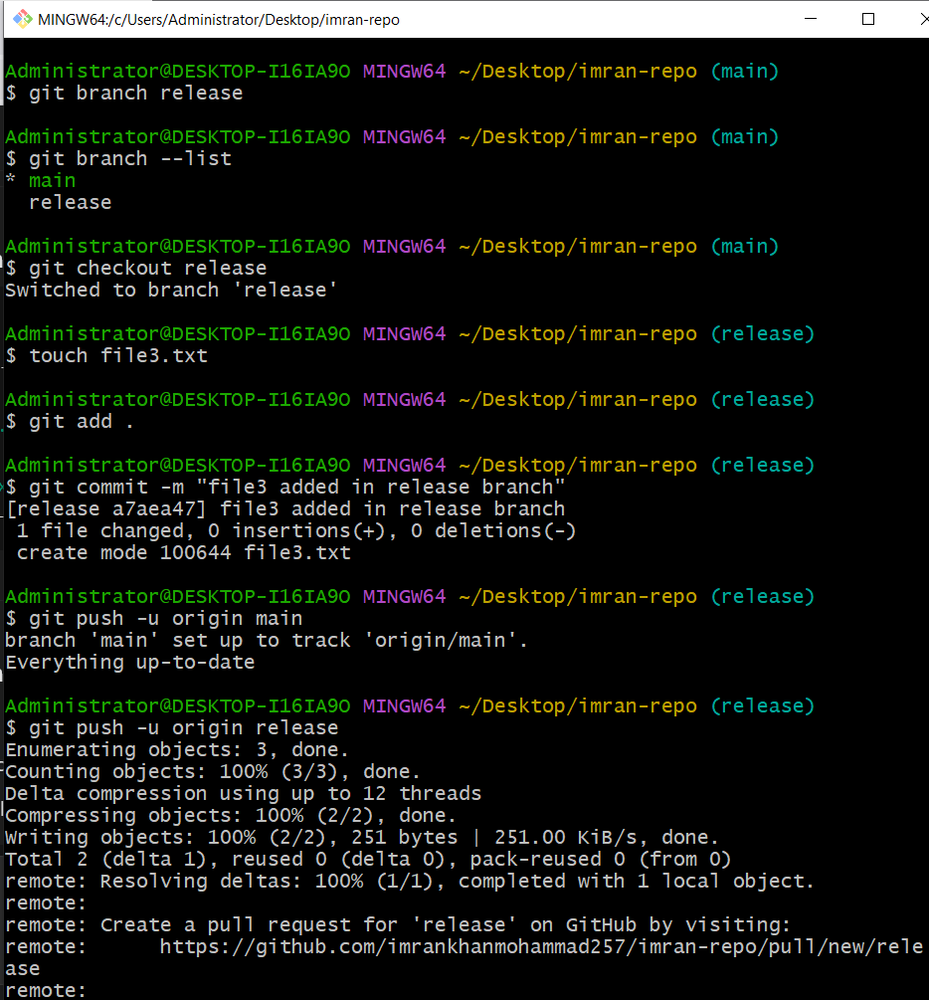 MINGW64:/c/Users/Administrator/Desktop/imran-repo
Administrator@DESKTOP-I16IA9O MINGW64 ~/Desktop/imran-repo (main)
$ git branch release
Administrator@DESKTOP-I16IA9O MINGW64 ~/Desktop/imran-repo (main)
$ git branch --list
* main
  release
Administrator@DESKTOP-I16IA9O MINGW64 ~/Desktop/imran-repo (main)
$ git checkout release
Switched to branch 'release'
Administrator@DESKTOP-I16IA9O MINGW64 ~/Desktop/imran-repo (release)
$ touch file3.txt
Administrator@DESKTOP-I16IA9O MINGW64 ~/Desktop/imran-repo (release)
$ git add .
Administrator@DESKTOP-I16IA9O MINGW64 ~/Desktop/imran-repo (release)
$ git commit -m "file3 added in release branch"
[release a7aea47] file3 added in release branch
 1 file changed, 0 insertions(+), 0 deletions(-)
 create mode 100644 file3.txt
Administrator@DESKTOP-I16IA9O MINGW64 ~/Desktop/imran-repo (release)
$ git push -u origin main
branch 'main' set up to track 'origin/main'.
Everything up-to-date
Administrator@DESKTOP-I16IA9O MINGW64 ~/Desktop/imran-repo (release)
$ git push -u origin release
Enumerating objects: 3, done.
Counting objects: 100% (3/3), done.
Delta compression using up to 12 threads
Compressing objects: 100% (2/2), done.
Writing objects: 100% (2/2), 251 bytes | 251.00 KiB/s, done.
Total 2 (delta 1), reused 0 (delta 0), pack-reused 0 (from 0)
remote: Resolving deltas: 100% (1/1), completed with 1 local object.
remote:
remote: Create a pull request for 'release' on GitHub by visiting:
remote:      https://github.com/imrankhanmohammad257/imran-repo/pull/new/rele
ase
remote: